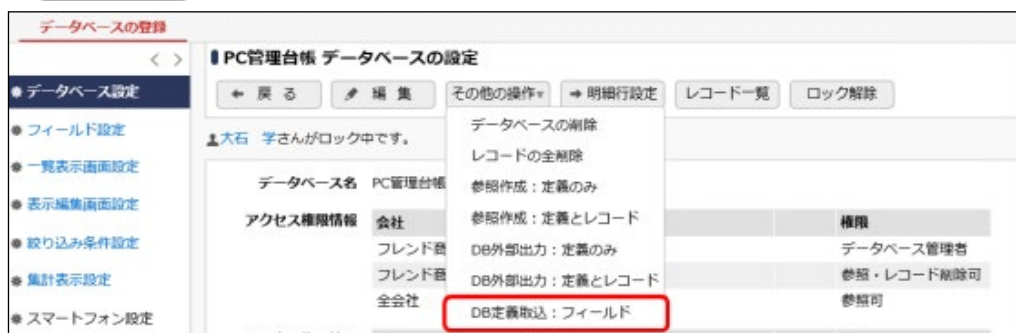 データベースの登録
< >
データベース設定
フィールド設定
一覧表示画面設定
表示編集画面設定
絞り込み条件設定
集計表示設定
スマートフォン設定
PC管理台帳 データベースの設定
戻 る 編 集 その他の操作▼ 明細行設定 レコード一覧 ロック解除
大石 学さんがロック中です。
データベースの削除
レコードの全削除
参照作成：定義のみ
参照作成：定義とレコード
DB外部出力：定義のみ
DB外部出力：定義とレコード
DB定義取込：フィールド
データベース名 PC管理台帳
アクセス権限情報 会社 権限
フレンド商 データベース管理者
フレンド商 参照・レコード削除可
全会社 参照可